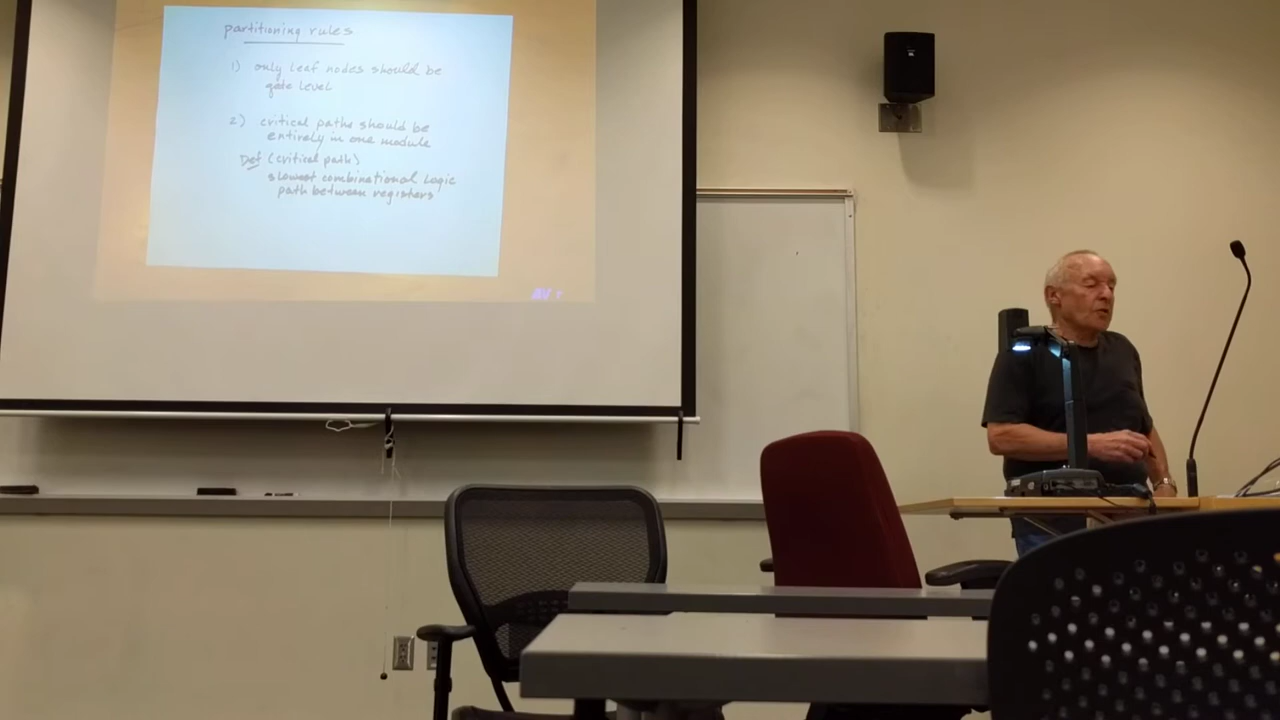 partitioning rules
1) only leaf nodes should be
gate level
2) critical paths should be
entirely in one module
Def (critical path)
slowest combinational logic
path between registers
AV